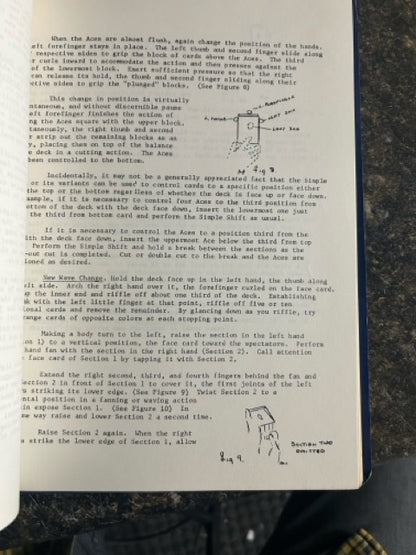 When the Aces are almost flush, again change the position of the hands.
left forefinger stays in place. The left thumb and second finger slide along
respective sides to grip the block of cards above the Aces. The third
r curls inward to accommodate the action and then presses against the
of the lowermost block. Exert sufficient pressure so that the right
can release its hold, the thumb and second finger sliding along their
ective sides to grip the "plunged" blocks. (See Figure 8)
This change in position is virtually
ntaneous, and without discernible pause
eft forefinger finishes the action of
ng the Aces square with the upper block.
taneously, the right thumb and second
r strip out the remaining blocks as an
y, placing them on top of the balance
e deck in a cutting action. The Aces
been controlled to the bottom.
L. Forefinger
L. Thumb
Left 2nd
Left 3rd
Fig 8.
Incidentally, it may not be a generally appreciated fact that the Simple
or its variants can be used to control cards to a specific position either
the top or the bottom regardless of whether the deck is face up or face down.
xample, if it is necessary to control four Aces to the third position from
ottom of the deck with the deck face down, insert the lowermost one just
the third from bottom card and perform the Simple Shift as usual.
If it is necessary to control the Aces to a position third from the
ith the deck face down, insert the uppermost Ace below the third from top
Perform the Simple Shift and hold a break between the sections as the
-out cut is completed. Cut or double cut to the break and the Aces are
ioned as desired.
New Wave Change. Hold the deck face up in the left hand, the thumb along
eft side. Arch the right hand over it, the forefinger curled on the face card.
up the inner end and riffle off about one third of the deck. Establishing
ak with the left little finger at that point, riffle off five or ten
ional cards and remove the remainder. By glancing down as you riffle, try
range cards of opposite colors at each stopping point.
Making a body turn to the left, raise the section in the left hand
on 1) to a vertical position, the face card toward the spectators. Perform
hand fan with the section in the right hand (Section 2). Call attention
face card of Section 1 by tapping it with Section 2.
Extend the right second, third, and fourth fingers behind the fan and
Section 2 in front of Section 1 to cover it, the first joints of the left
rs striking its lower edge. (See Figure 9) Twist Section 2 to a
ntal position in a fanning or waving action
in expose Section 1. (See Figure 10) In
me way raise and lower Section 2 a second time.
Raise Section 2 again. When the right
s strike the lower edge of Section 1, allow
Fig 9.
SECTION TWO
OMITTED